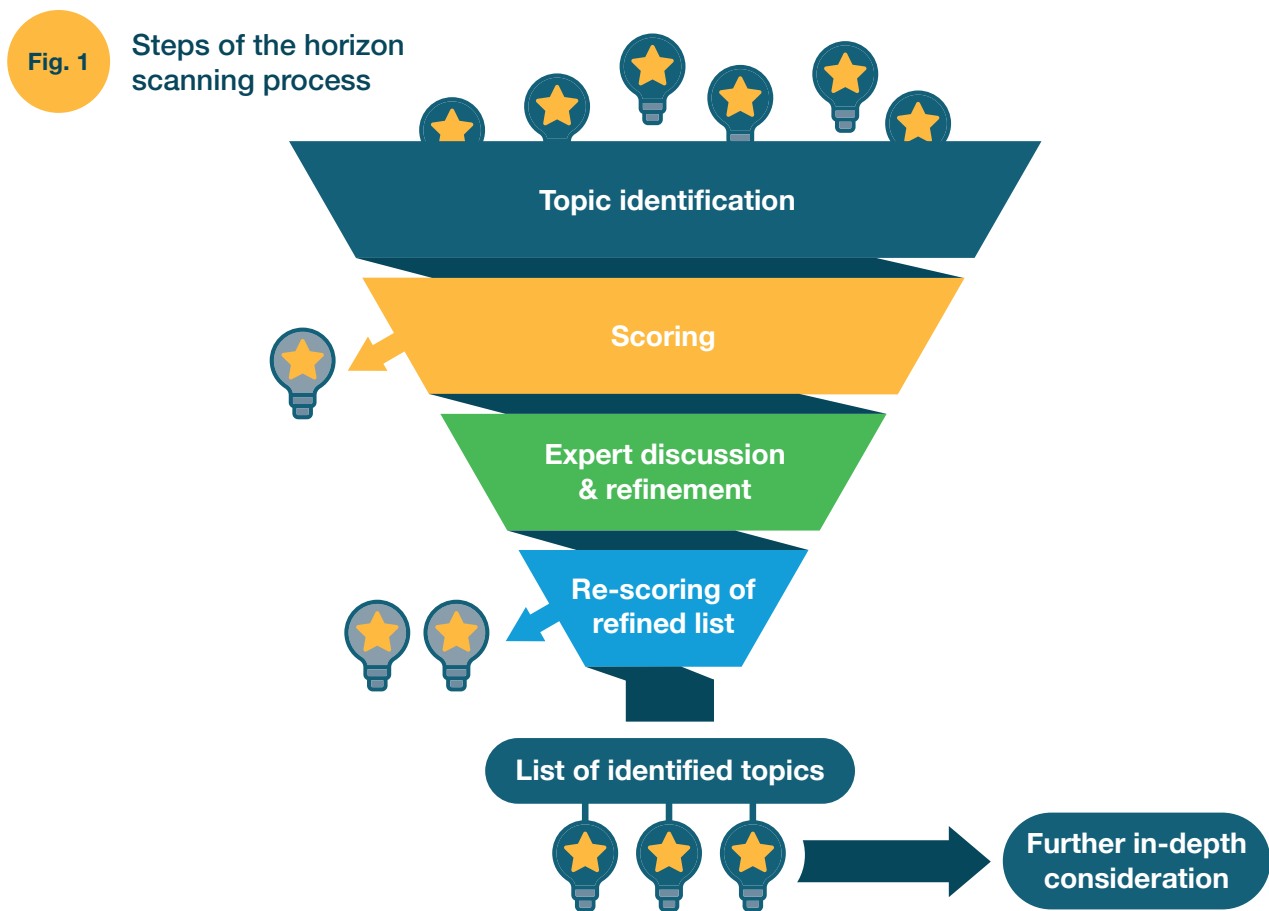 Fig. 1
Steps of the horizon
scanning process
Topic identification
Scoring
Expert discussion
& refinement
Re-scoring of
refined list
List of identified topics
Further in-depth
consideration